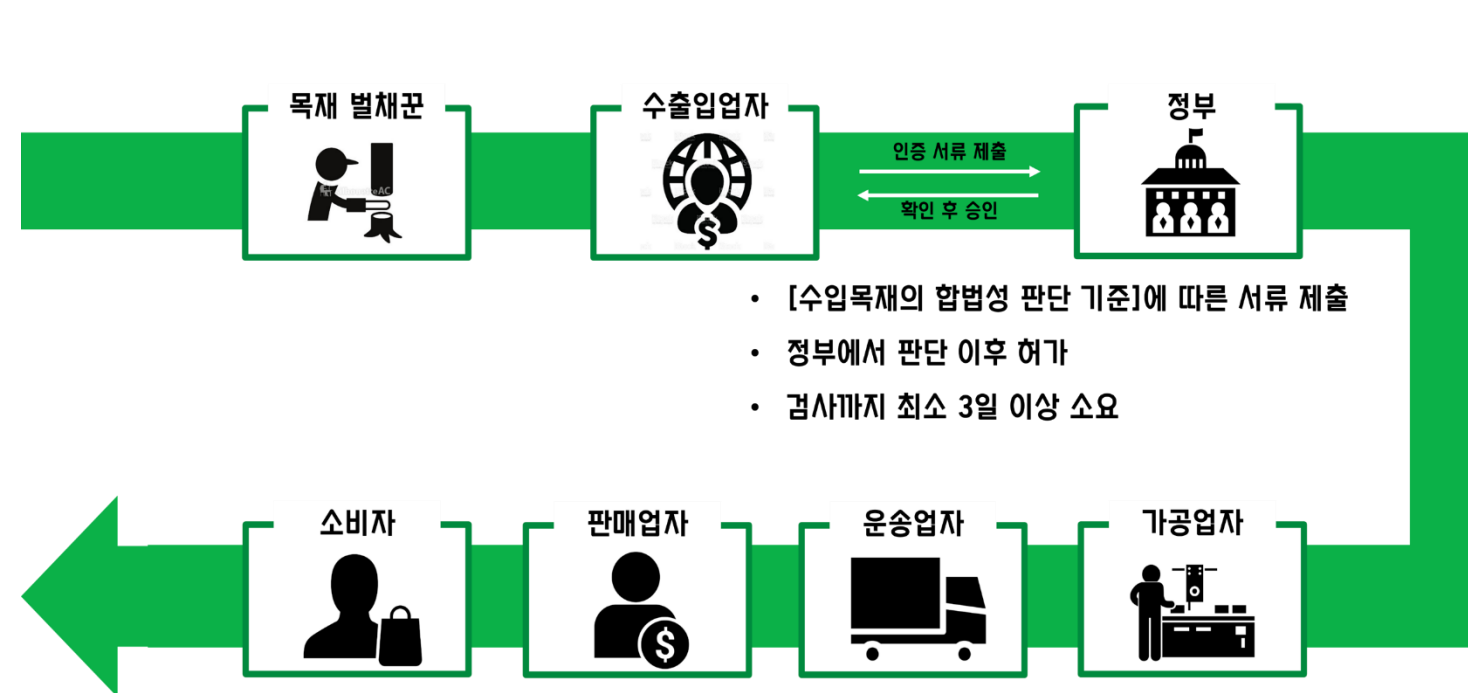 목재 벌채꾼
수출입업자
정부
인증 서류 제출
확인 후 승인
• [수입목재의 합법성 판단 기준]에 따른 서류 제출
• 정부에서 판단 이후 허가
• 검사까지 최소 3일 이상 소요
소비자
판매업자
운송업자
가공업자